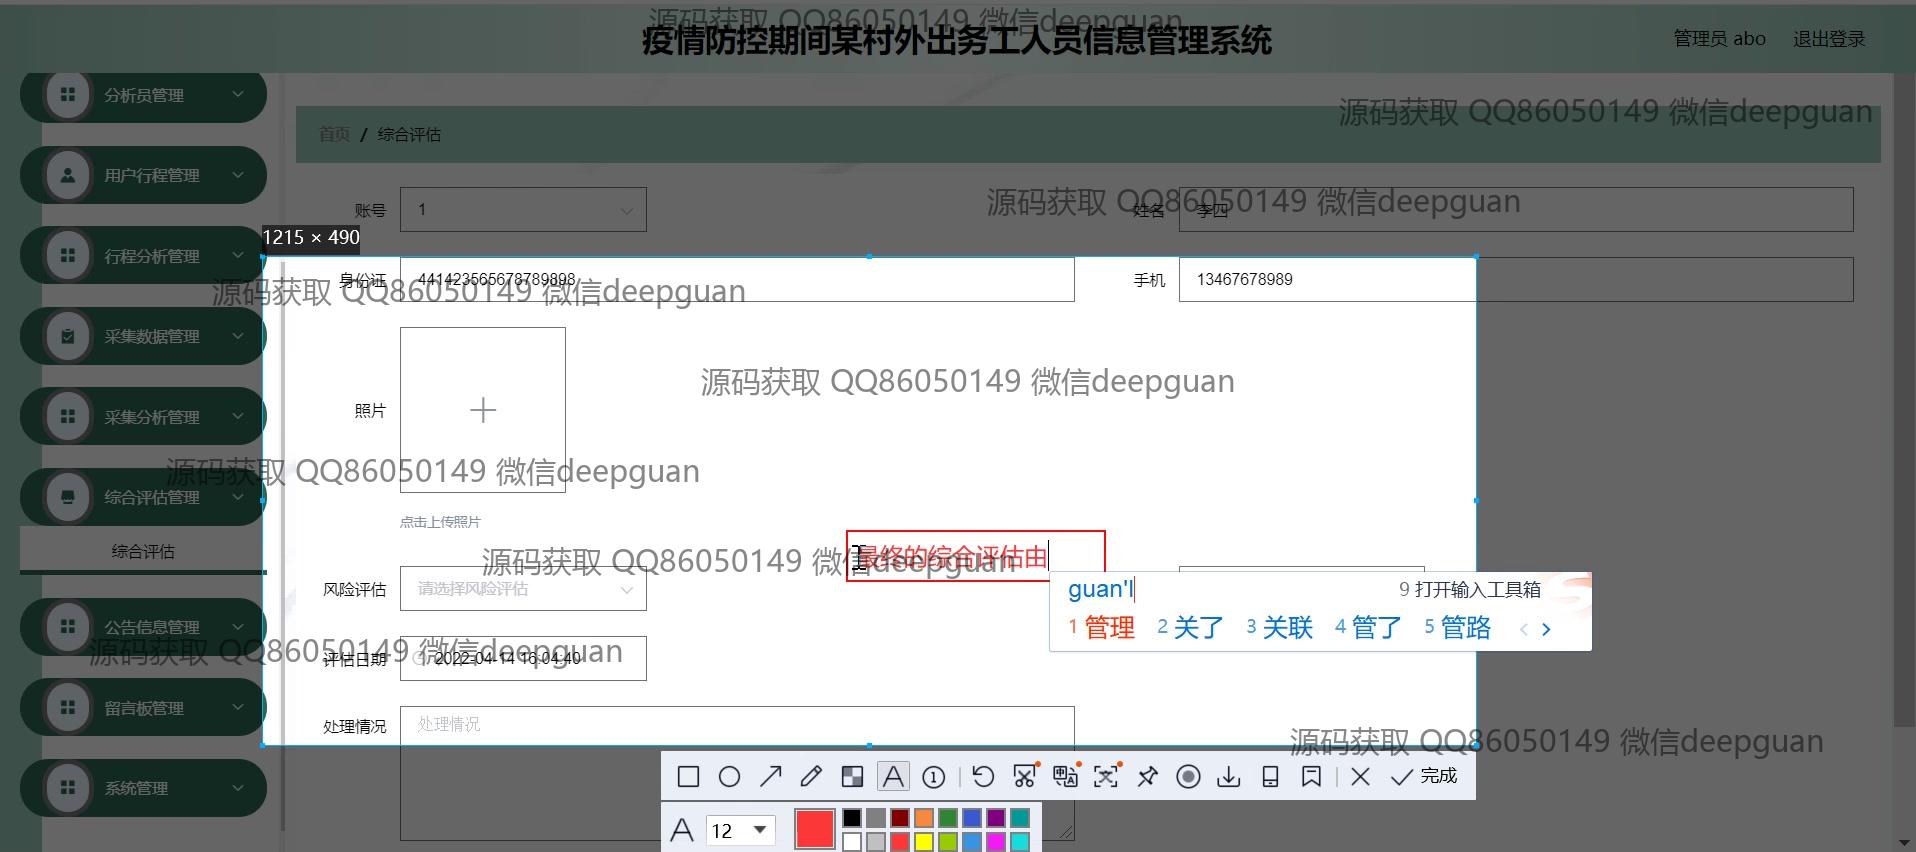 源码获取 QQ86050149 微信deepguan
疫情防控期间某村外出务工人员信息管理系统
管理员 abo
退出登录
分析员管理
源码获取 QQ86050149 微信deepguan
首页 / 综合评估
用户行程管理
账号
1
源码获取 QQ86050149 微信deepguan
姓名
李四
1215 × 490
行程分析管理
身份证
441423565678789898
手机
13467678989
源码获取 QQ86050149 微信deepguan
采集数据管理
源码获取 QQ86050149 微信deepguan
照片
采集分析管理
源码获取 QQ86050149 微信deepguan
综合评估管理
点击上传照片
综合评估
最终的综合评估由
源码获取 QQ86050149 微信deepguan
风险评估
请选择风险评估
guan'l
9 打开输入工具箱
1 管理 2 关了 3 关联 4 管了 5 管路
公告信息管理
源码获取 QQ86050149 微信deepguan
评估日期
2022-04-14 16:04:40
留言板管理
处理情况
处理情况
源码获取 QQ86050149 微信deepguan
系统管理
完成
A 12